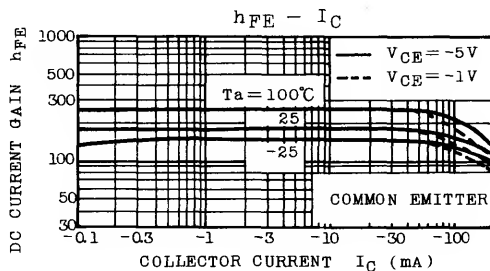 hFE – IC
DC CURRENT GAIN hFE
1000
500
300
100
50
30
VCE=-5V
VCE=-1V
Ta=100℃
25
-25
COMMON EMITTER
-0.1
-0.3
-1
-3
-10
-30
-100
COLLECTOR CURRENT IC (mA)